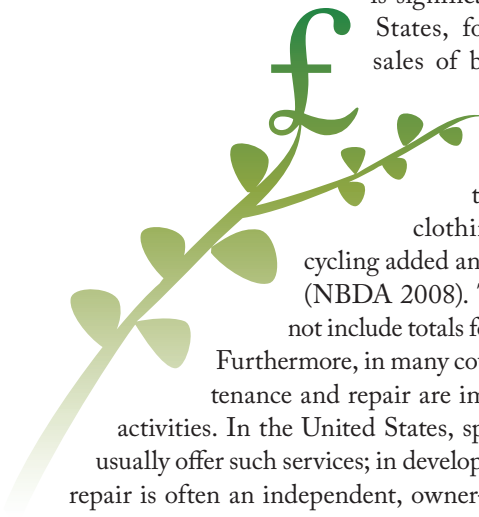 States, fo
sales of b
£
t
clothi
cycling added an
(NBDA 2008). T
not include totals f
Furthermore, in many cou
tenance and repair are im
activities. In the United States, sp
usually offer such services; in develop
repair is often an independent, owner-